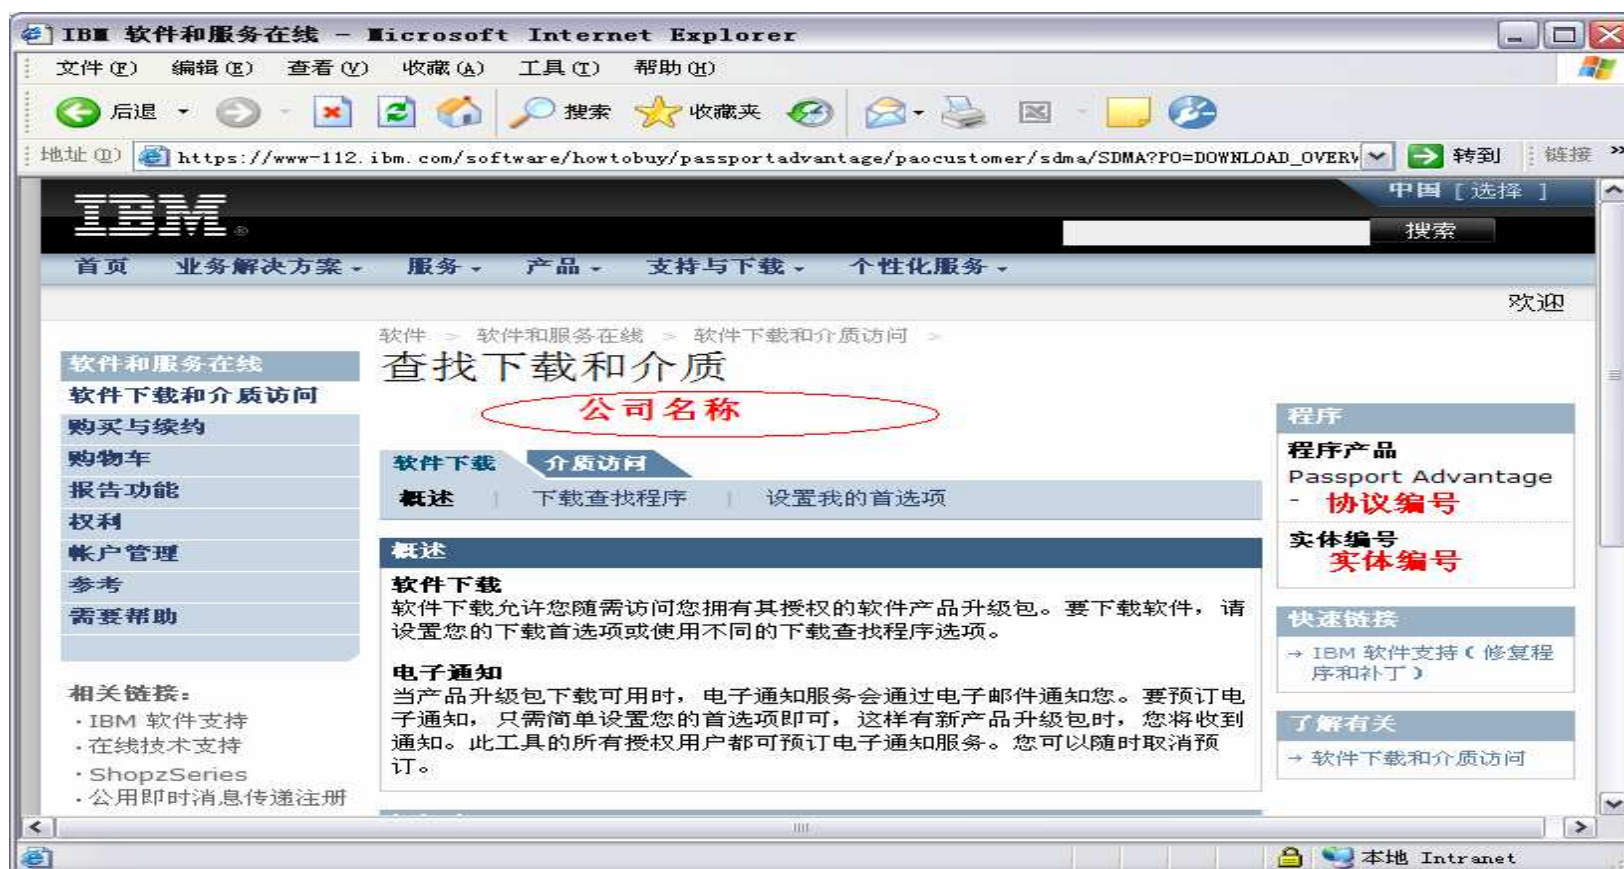 IBM 软件和服务在线 - Microsoft Internet Explorer
文件(F) 编辑(E) 查看(V) 收藏(A) 工具(T) 帮助(H)
后退 搜索 收藏夹
地址(D) https://www-112.ibm.com/software/howtobuy/passportadvantage/paocustomer/sdma/SDMA?PO=DOWNLOAD_OVERV 转到 链接 »
中国 [ 选择 ]
IBM ®
搜索
首页 业务解决方案 服务 产品 支持与下载 个性化服务
欢迎
软件 > 软件和服务在线 > 软件下载和介质访问 >
查找下载和介质
公司名称
软件和服务在线
软件下载和介质访问
购买与续约
购物车
报告功能
权利
帐户管理
参考
需要帮助
相关链接:
· IBM 软件支持
· 在线技术支持
· ShopzSeries
· 公用即时消息传递注册
软件下载 介质访问
概述 | 下载查找程序 | 设置我的首选项
概述
软件下载
软件下载允许您随需访问您拥有其授权的软件产品升级包。要下载软件，请
设置您的下载首选项或使用不同的下载查找程序选项。
电子通知
当产品升级包下载可用时，电子通知服务会通过电子邮件通知您。要预订电
子通知，只需简单设置您的首选项即可，这样有新产品升级包时，您将收到
通知。此工具的所有授权用户都可预订电子通知服务。您可以随时取消预
订。
程序
程序产品
Passport Advantage
- 协议编号
实体编号
实体编号
快速链接
→ IBM 软件支持（修复程
序和补丁）
了解有关
→ 软件下载和介质访问
本地 Intranet